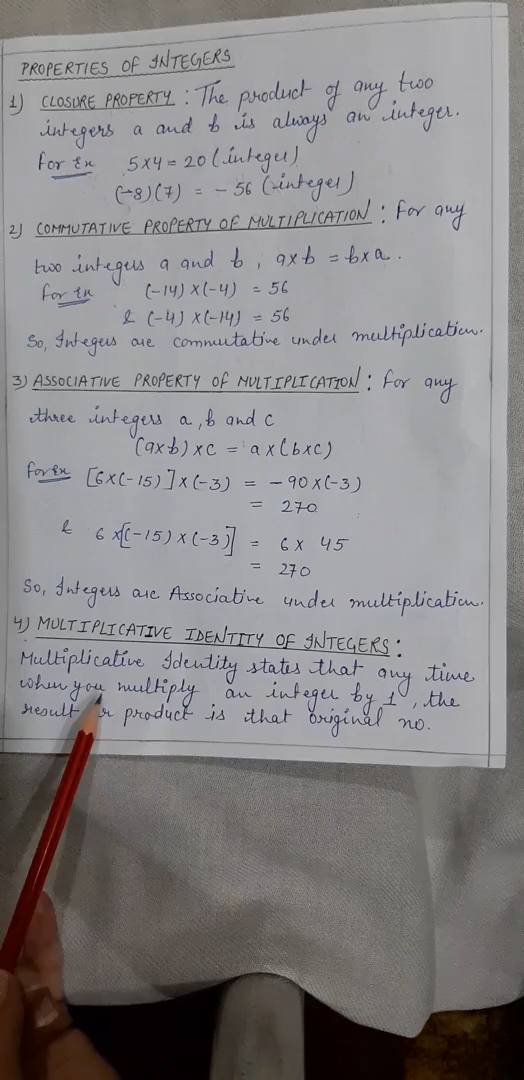 PROPERTIES OF INTEGERS
1) CLOSURE PROPERTY : The product of any two
integers a and b is always an integer.
For Ex 5 x 4 = 20 (integer)
(-8)(7) = - 56 (-integer)
2) COMMUTATIVE PROPERTY OF MULTIPLICATION : For any
two integers a and b, axb = bxa.
For Ex (-14) x (-4) = 56
& (-4) x (-14) = 56
So, Integers are commutative under multiplication.
3) ASSOCIATIVE PROPERTY OF MULTIPLICATION : For any
three integers a, b and c
(axb) x c = a x (bxc)
For Ex [6x(-15)] x (-3) = -90 x (-3)
= 270
& 6 x [(-15) x (-3)] = 6 x 45
= 270
So, Integers are Associative under multiplication.
4) MULTIPLICATIVE IDENTITY OF INTEGERS :
Multiplicative Identity states that any time
when you multiply an integer by 1, the
result product is that original no.